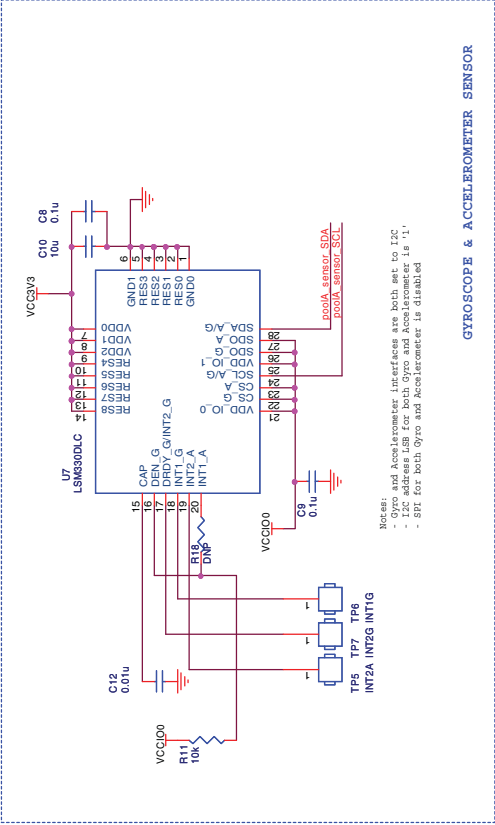 VCC3V3
C10
10u
C8
0.1u
U7
LSM330DLC
14
13
12
11
10
9
8
7
RES8
RES7
RES6
RES5
RES4
VDD2
VDD1
VDD0
15 CAP
16 DEN_G
17 RDY_G/INT2_G
18 INT1_G
19 INT2_A
20 INT1_A
GND1 6
RES3 5
RES2 4
RES1 3
RES0 2
GND0 1
VDD_IO_0
CS_G
CS_A
SCL_A/G
VDD_IO_1
SDO_G
SDO_A
SDA_A/G
21
22
23
24
25
26
27
28
C12
0.01u
VCCIO0
R11
10k
R18
DNP
VCCIO0
C9
0.1u
poolA_sensor_SDA
poolA_sensor_SCL
1
1
1
TP5
TP7
TP6
INT2A
INT2G
INT1G
Notes:
- Gyro and Accelerometer interfaces are both set to I2C
- I2C address LSB for both Gyro and Accelerometer is '1'
- SPI for both Gyro and Accelerometer is disabled
GYROSCOPE & ACCELEROMETER SENSOR